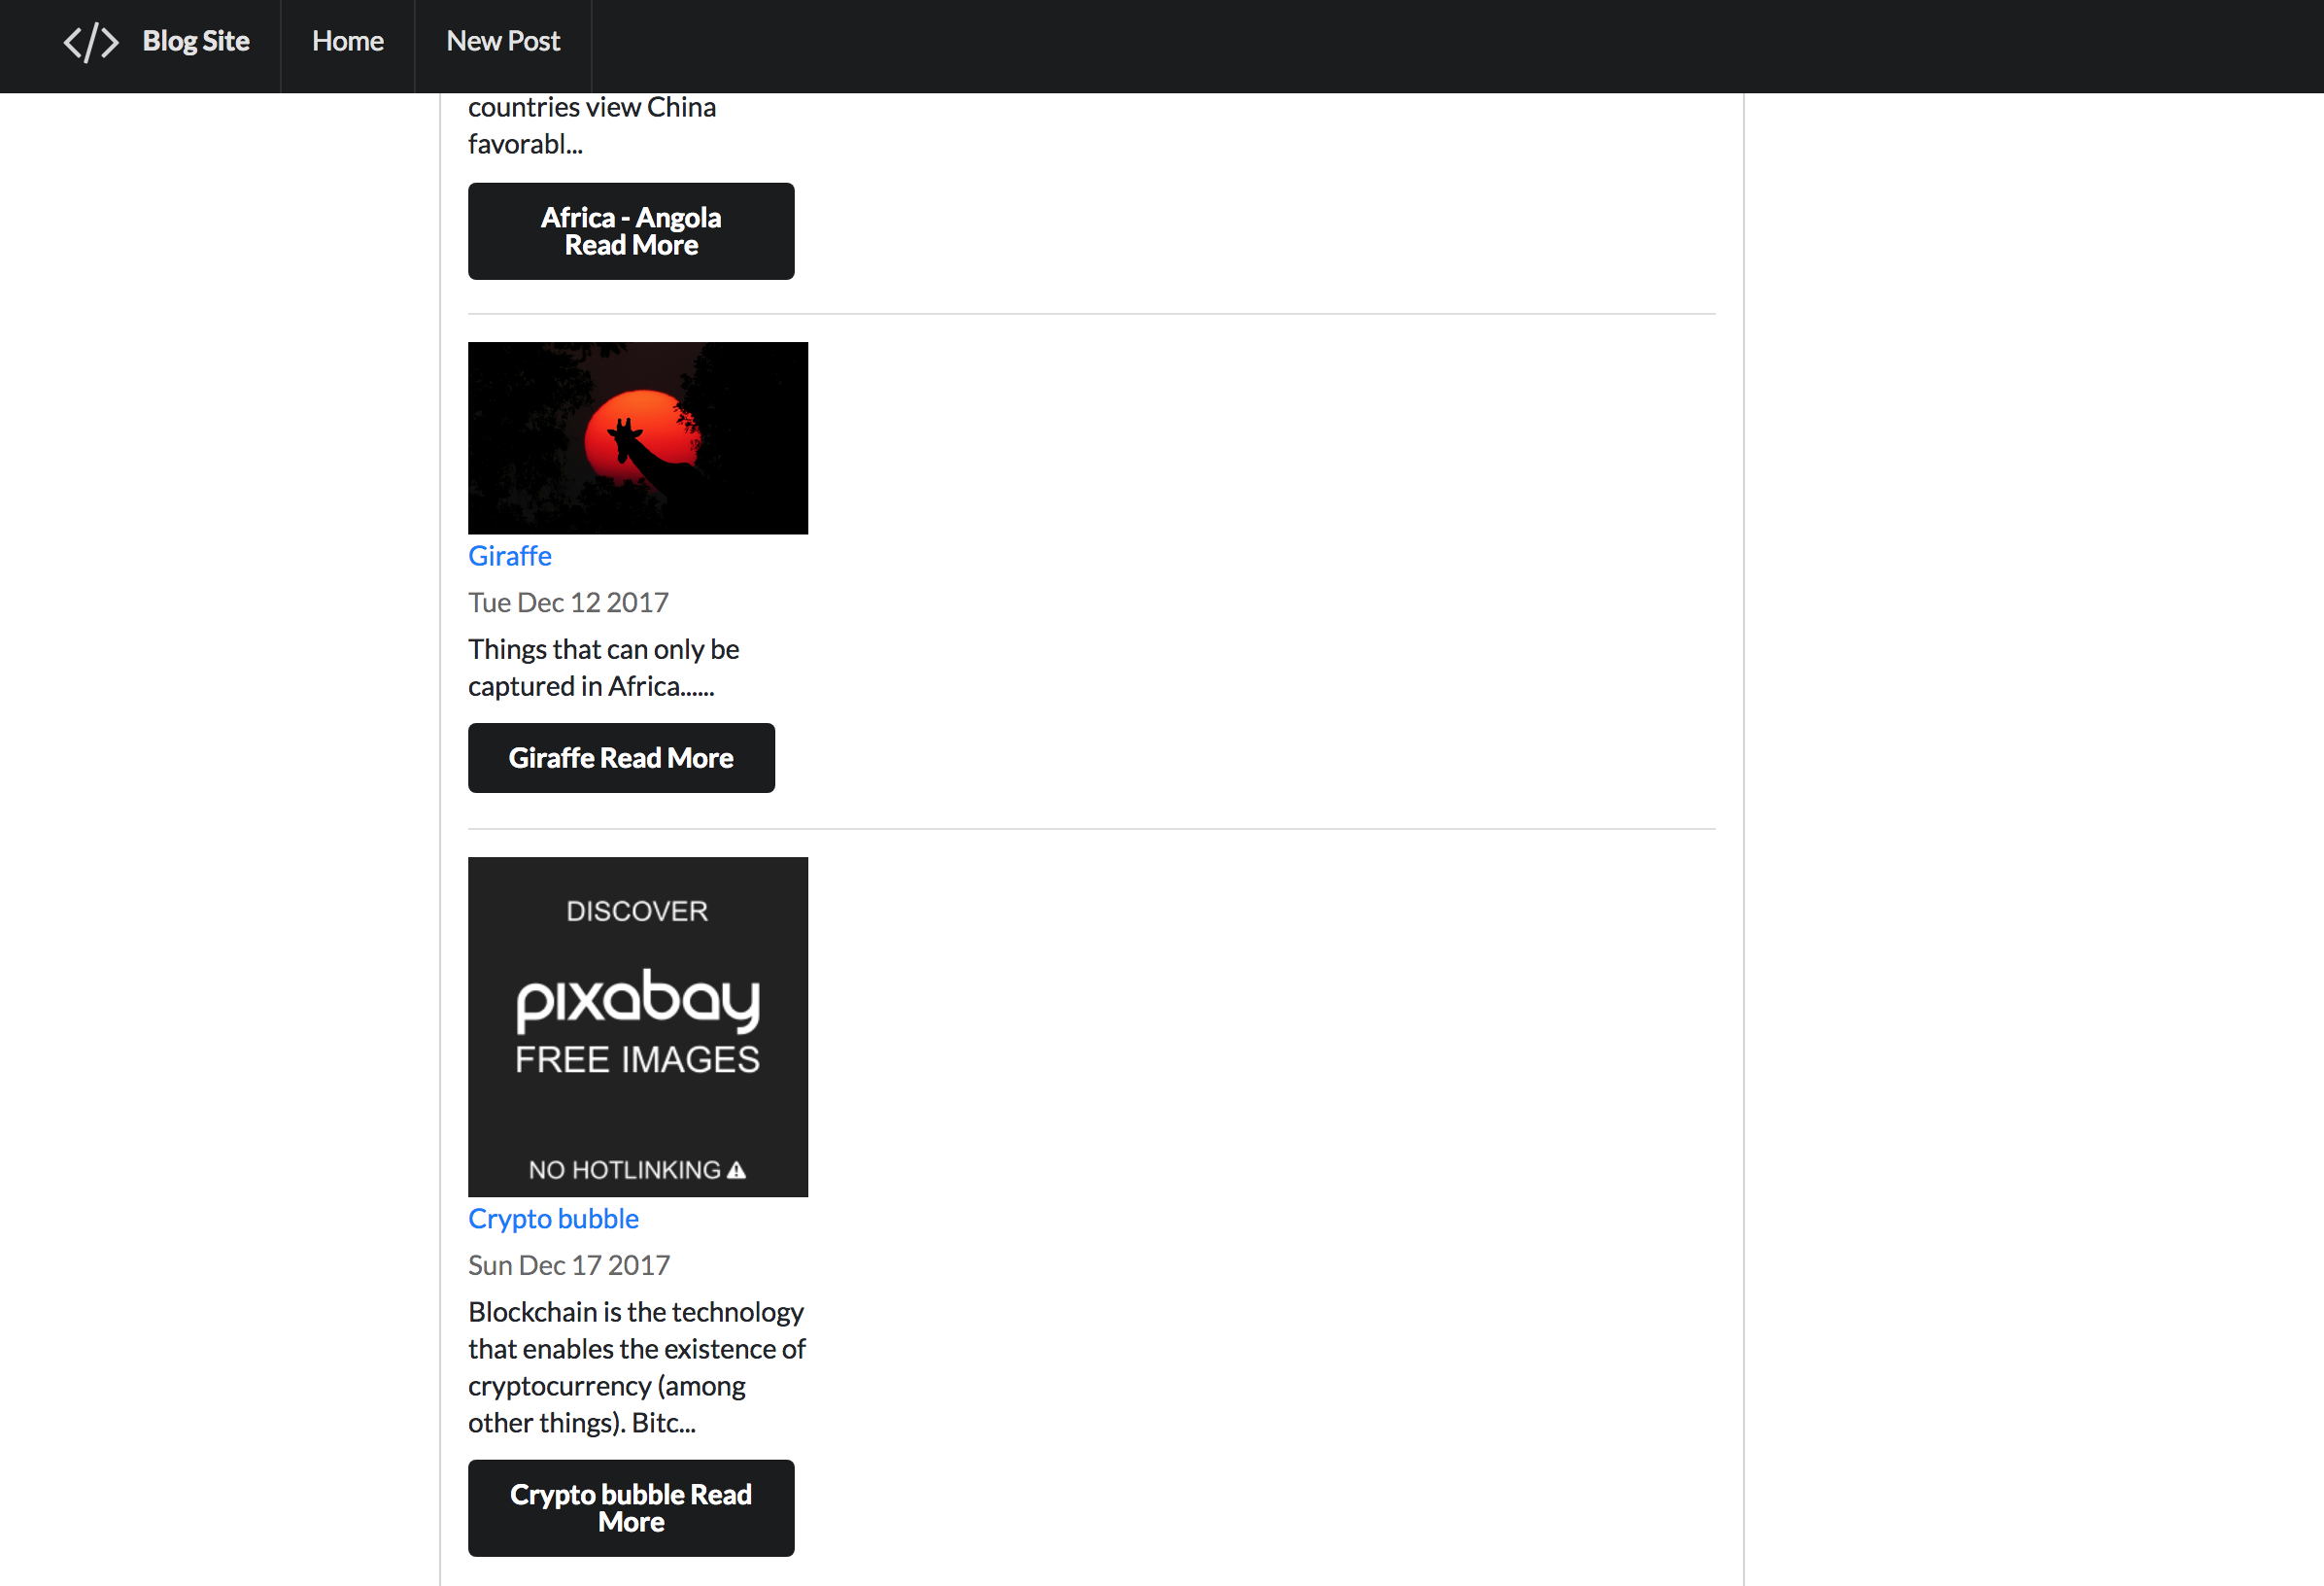 Blog Site Home New Post
countries view China
favorabl...
Africa - Angola
Read More
Giraffe
Tue Dec 12 2017
Things that can only be
captured in Africa......
Giraffe Read More
DISCOVER
pixabay
FREE IMAGES
NO HOTLINKING
Crypto bubble
Sun Dec 17 2017
Blockchain is the technology
that enables the existence of
cryptocurrency (among
other things). Bitc...
Crypto bubble Read
More